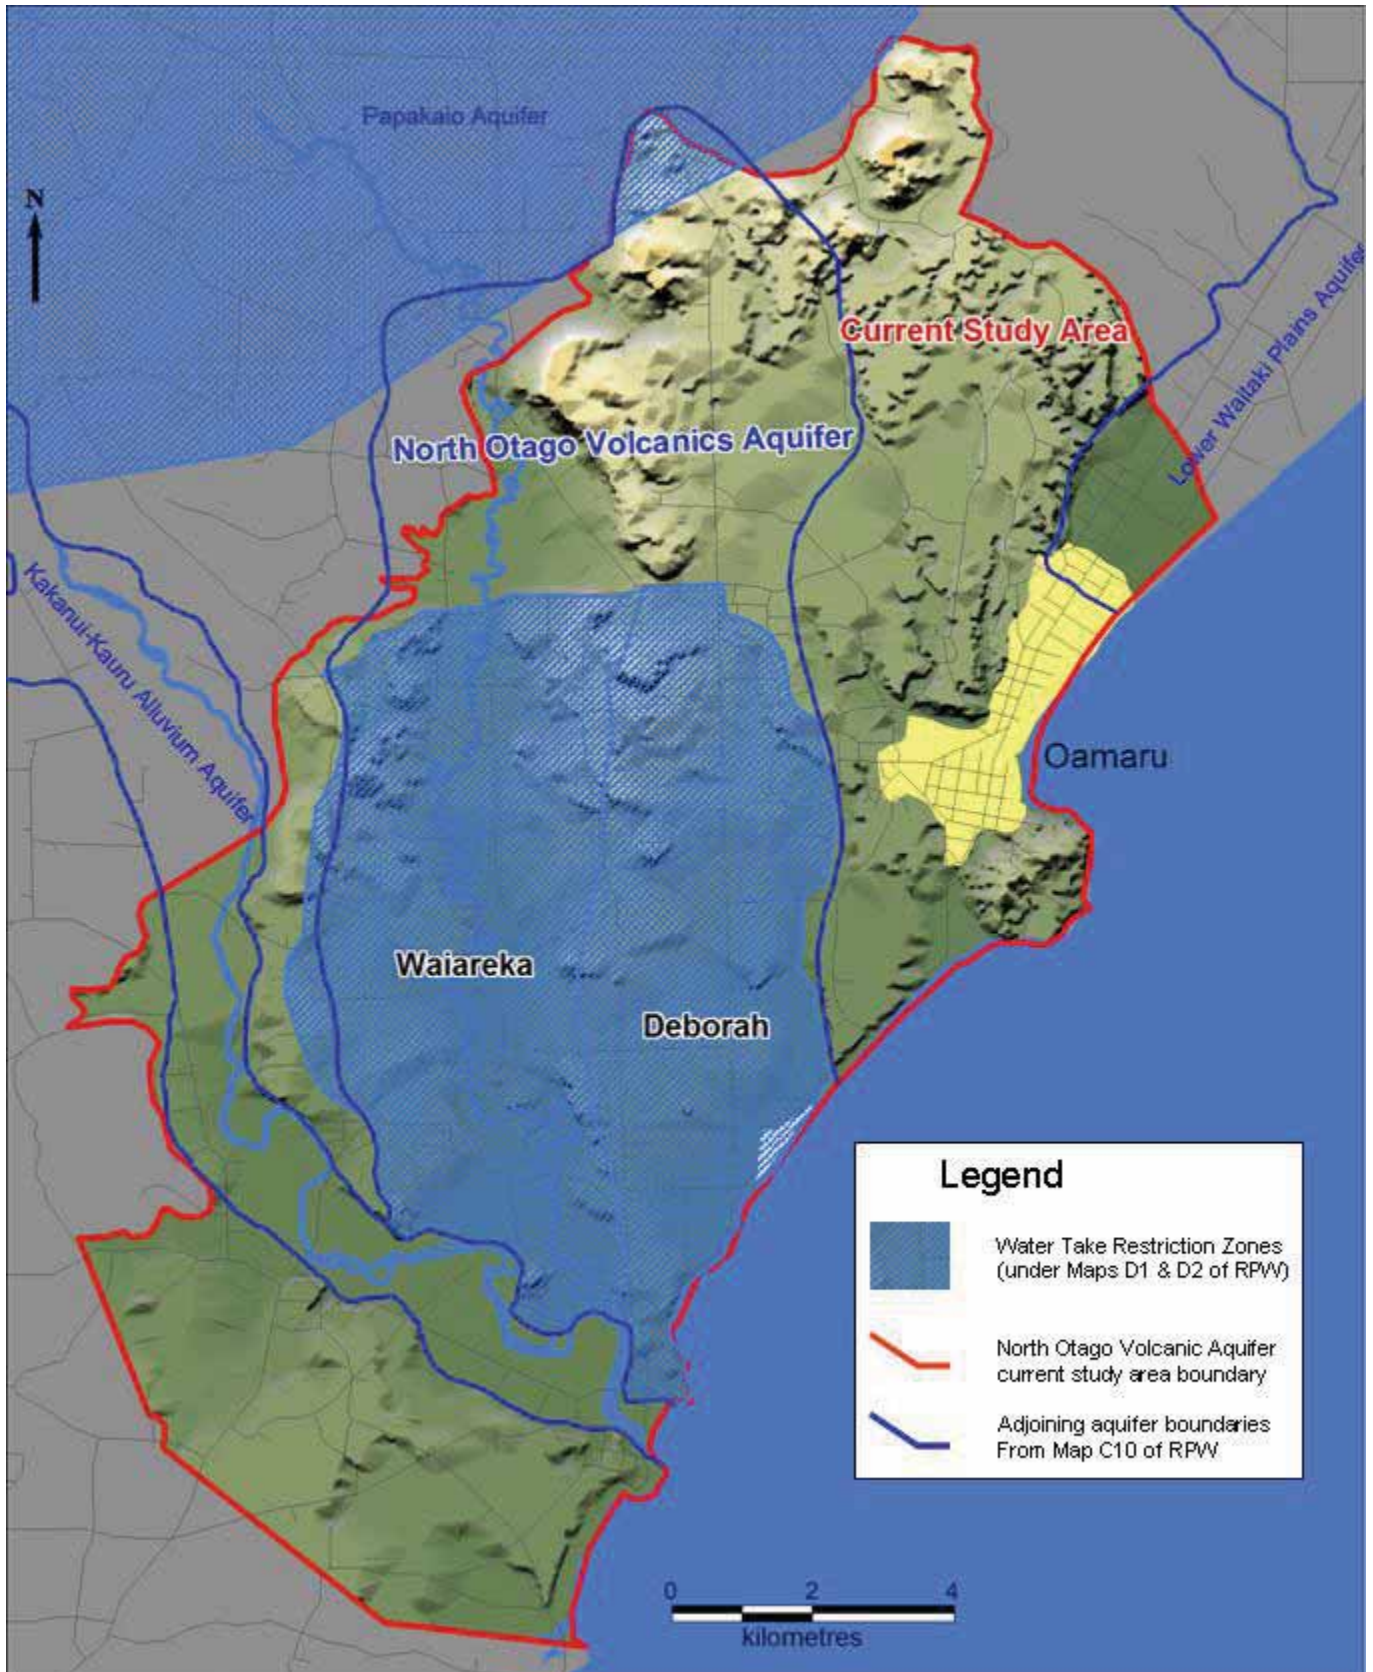 Papakaio Aquifer
N
Current Study Area
Lower Waitaki Plains Aquifer
North Otago Volcanics Aquifer
Kakanui-Kauru Alluvium Aquifer
Oamaru
Waiareka
Deborah
Legend
Water Take Restriction Zones
(under Maps D1 & D2 of RPW)
North Otago Volcanic Aquifer
current study area boundary
Adjoining aquifer boundaries
From Map C10 of RPW
0 2 4
kilometres